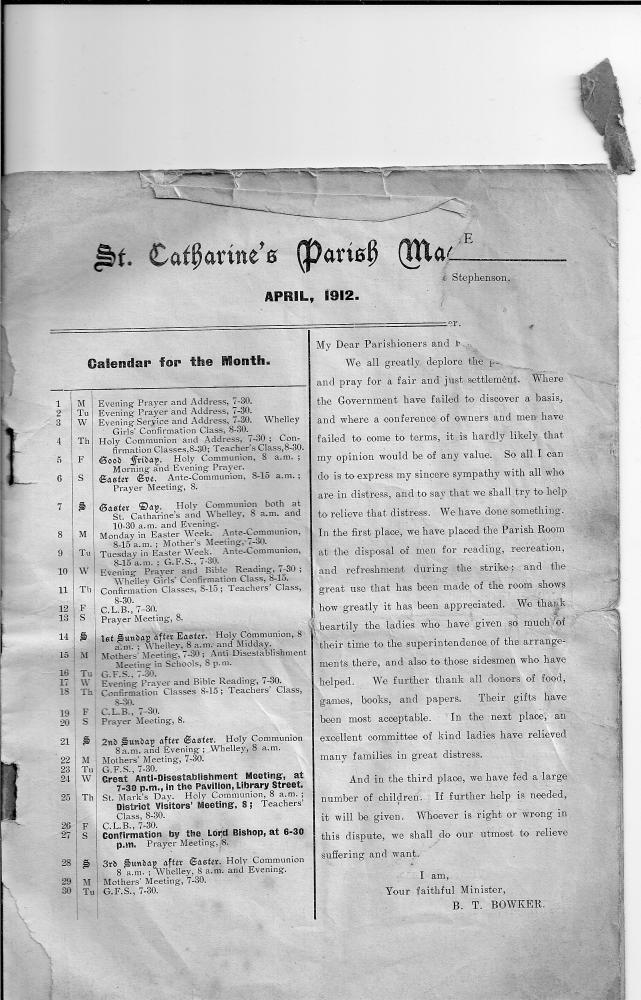 St. Catharine's Parish Ma
E
Stephenson.
APRIL, 1912.
er.
Calendar for the Month.
1 M Evening Prayer and Address, 7-30.
2 Tu Evening Prayer and Address, 7-30.
3 W Evening Service and Address, 7-30. Whelley
Girls' Confirmation Class, 8-30.
4 Th Holy Communion and Address, 7-30 ; Con-
firmation Classes, 8-30; Teacher's Class, 8-30.
5 F Good Friday. Holy Communion, 8 a.m. ;
Morning and Evening Prayer.
6 S Easter Eve. Ante-Communion, 8-15 a.m. ;
Prayer Meeting, 8.
7 S Easter Day. Holy Communion both at
St. Catharine's and Whelley, 8 a.m. and
10-30 a.m. and Evening.
8 M Monday in Easter Week. Ante-Communion,
8-15 a.m. ; Mother's Meeting, 7-30.
9 Tu Tuesday in Easter Week. Ante-Communion,
8-15 a.m. ; G.F.S., 7-30.
10 W Evening Prayer and Bible Reading, 7-30 ;
Whelley Girls' Confirmation Class, 8-15.
11 Th Confirmation Classes, 8-15 ; Teachers' Class,
8-30.
12 F C.L.B., 7-30.
13 S Prayer Meeting, 8.
14 S 1st Sunday after Easter. Holy Communion, 8
a.m. ; Whelley, 8 a.m. and Midday.
15 M Mothers' Meeting, 7-30 ; Anti Disestablishment
Meeting in Schools, 8 p.m.
16 Tu G.F.S., 7-30.
17 W Evening Prayer and Bible Reading, 7-30.
18 Th Confirmation Classes 8-15 ; Teachers' Class,
8-30.
19 F C.L.B., 7-30.
20 S Prayer Meeting, 8.
21 S 2nd Sunday after Easter. Holy Communion
8 a.m. and Evening ; Whelley, 8 a.m.
22 M Mothers' Meeting, 7-30.
23 Tu G.F.S., 7-30.
24 W Great Anti-Disestablishment Meeting, at
7-30 p.m., in the Pavilion, Library Street.
25 Th St. Mark's Day. Holy Communion, 8 a.m. ;
District Visitors' Meeting, 8 ; Teachers'
Class, 8-30.
26 F C.L.B., 7-30.
27 S Confirmation by the Lord Bishop, at 6-30
p.m. Prayer Meeting, 8.
28 S 3rd Sunday after Easter. Holy Communion
8 a.m. ; Whelley, 8 a.m. and Evening.
29 M Mothers' Meeting, 7-30.
30 Tu G.F.S., 7-30.
My Dear Parishioners and
We all greatly deplore the
and pray for a fair and just settlement. Where
the Government have failed to discover a basis,
and where a conference of owners and men have
failed to come to terms, it is hardly likely that
my opinion would be of any value. So all I can
do is to express my sincere sympathy with all who
are in distress, and to say that we shall try to help
to relieve that distress. We have done something.
In the first place, we have placed the Parish Room
at the disposal of men for reading, recreation,
and refreshment during the strike; and the
great use that has been made of the room shows
how greatly it has been appreciated. We thank
heartily the ladies who have given so much of
their time to the superintendence of the arrange-
ments there, and also to those sidesmen who have
helped. We further thank all donors of food,
games, books, and papers. Their gifts have
been most acceptable. In the next place, an
excellent committee of kind ladies have relieved
many families in great distress.
And in the third place, we have fed a large
number of children. If further help is needed,
it will be given. Whoever is right or wrong in
this dispute, we shall do our utmost to relieve
suffering and want.
I am,
Your faithful Minister,
B. T. BOWKER.